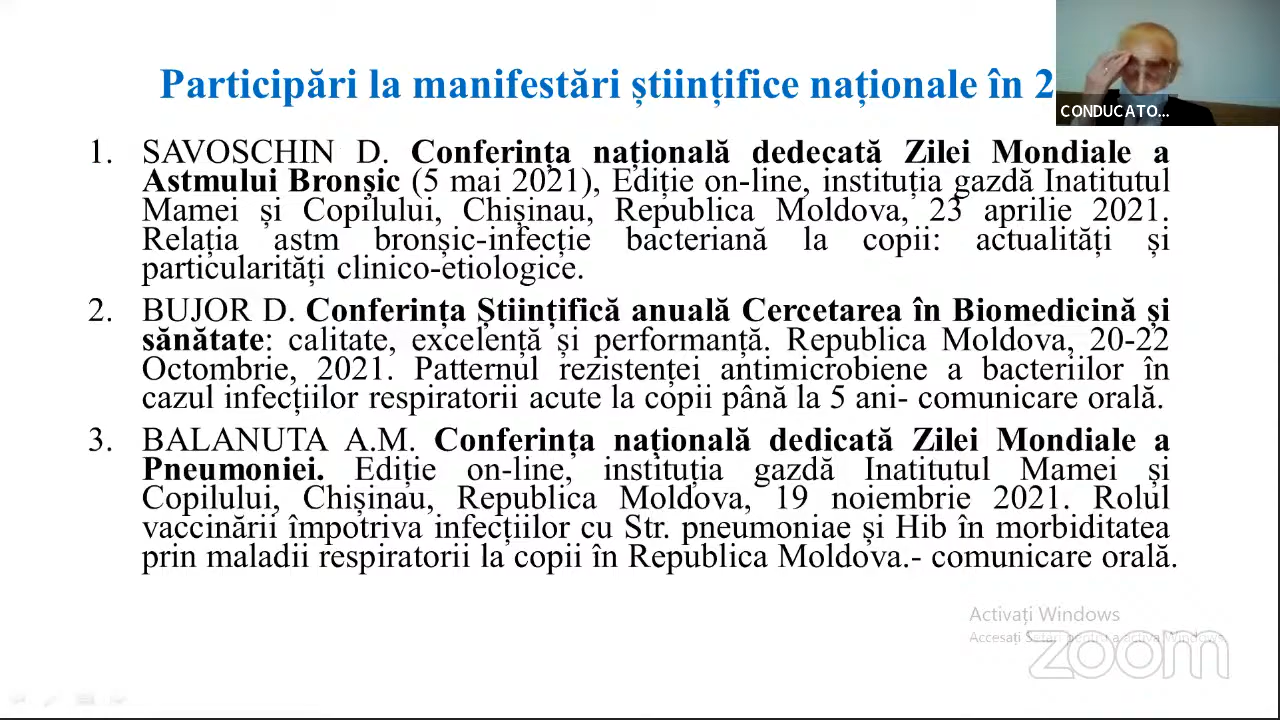 Participări la manifestări științifice naționale în 2
CONDUCATO...
1. SAVOSCHIN D. Conferința națională dedecată Zilei Mondiale a
Astmului Bronșic (5 mai 2021), Ediție on-line, instituția gazdă Inatitutul
Mamei și Copilului, Chișinau, Republica Moldova, 23 aprilie 2021.
Relația astm bronșic-infecție bacteriană la copii: actualități și
particularități clinico-etiologice.
2. BUJOR D. Conferința Științifică anuală Cercetarea în Biomedicină și
sănătate: calitate, excelență și performanță. Republica Moldova, 20-22
Octombrie, 2021. Patternul rezistenței antimicrobiene a bacteriilor în
cazul infecțiilor respiratorii acute la copii până la 5 ani- comunicare orală.
3. BALANUTA A.M. Conferința națională dedicată Zilei Mondiale a
Pneumoniei. Ediție on-line, instituția gazdă Inatitutul Mamei și
Copilului, Chișinau, Republica Moldova, 19 noiembrie 2021. Rolul
vaccinării împotriva infecțiilor cu Str. pneumoniae și Hib în morbiditatea
prin maladii respiratorii la copii în Republica Moldova.- comunicare orală.
Activați Windows
Accesați Setări pentru a activa Windows.
zoom